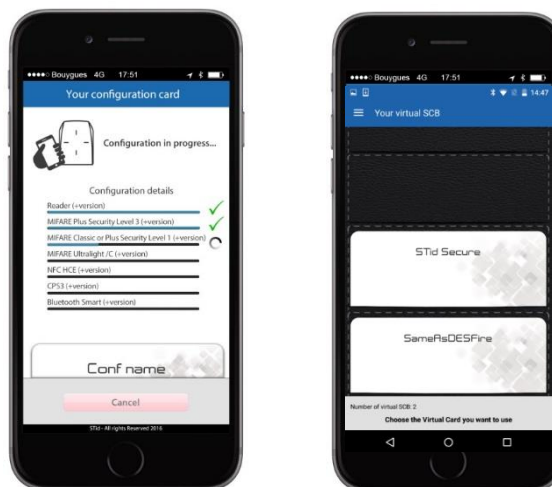 Bouygues 4G 17:51
Your configuration card
Configuration in progress...
Configuration details
Reader (+version)
MIFARE Plus Security Level 3 (+version)
MIFARE Classic or Plus Security Level 1 (+version)
MIFARE Ultralight /C (+version)
NFC HCE (+version)
CPS3 (+version)
Bluetooth Smart (+version)
Conf name
Cancel
STid - All rights Reserved 2016
Bouygues 4G 17:51
14:47
Your virtual SCB
STid Secure
SameAsDESFire
Number of virtual SCB: 2
Choose the Virtual Card you want to use